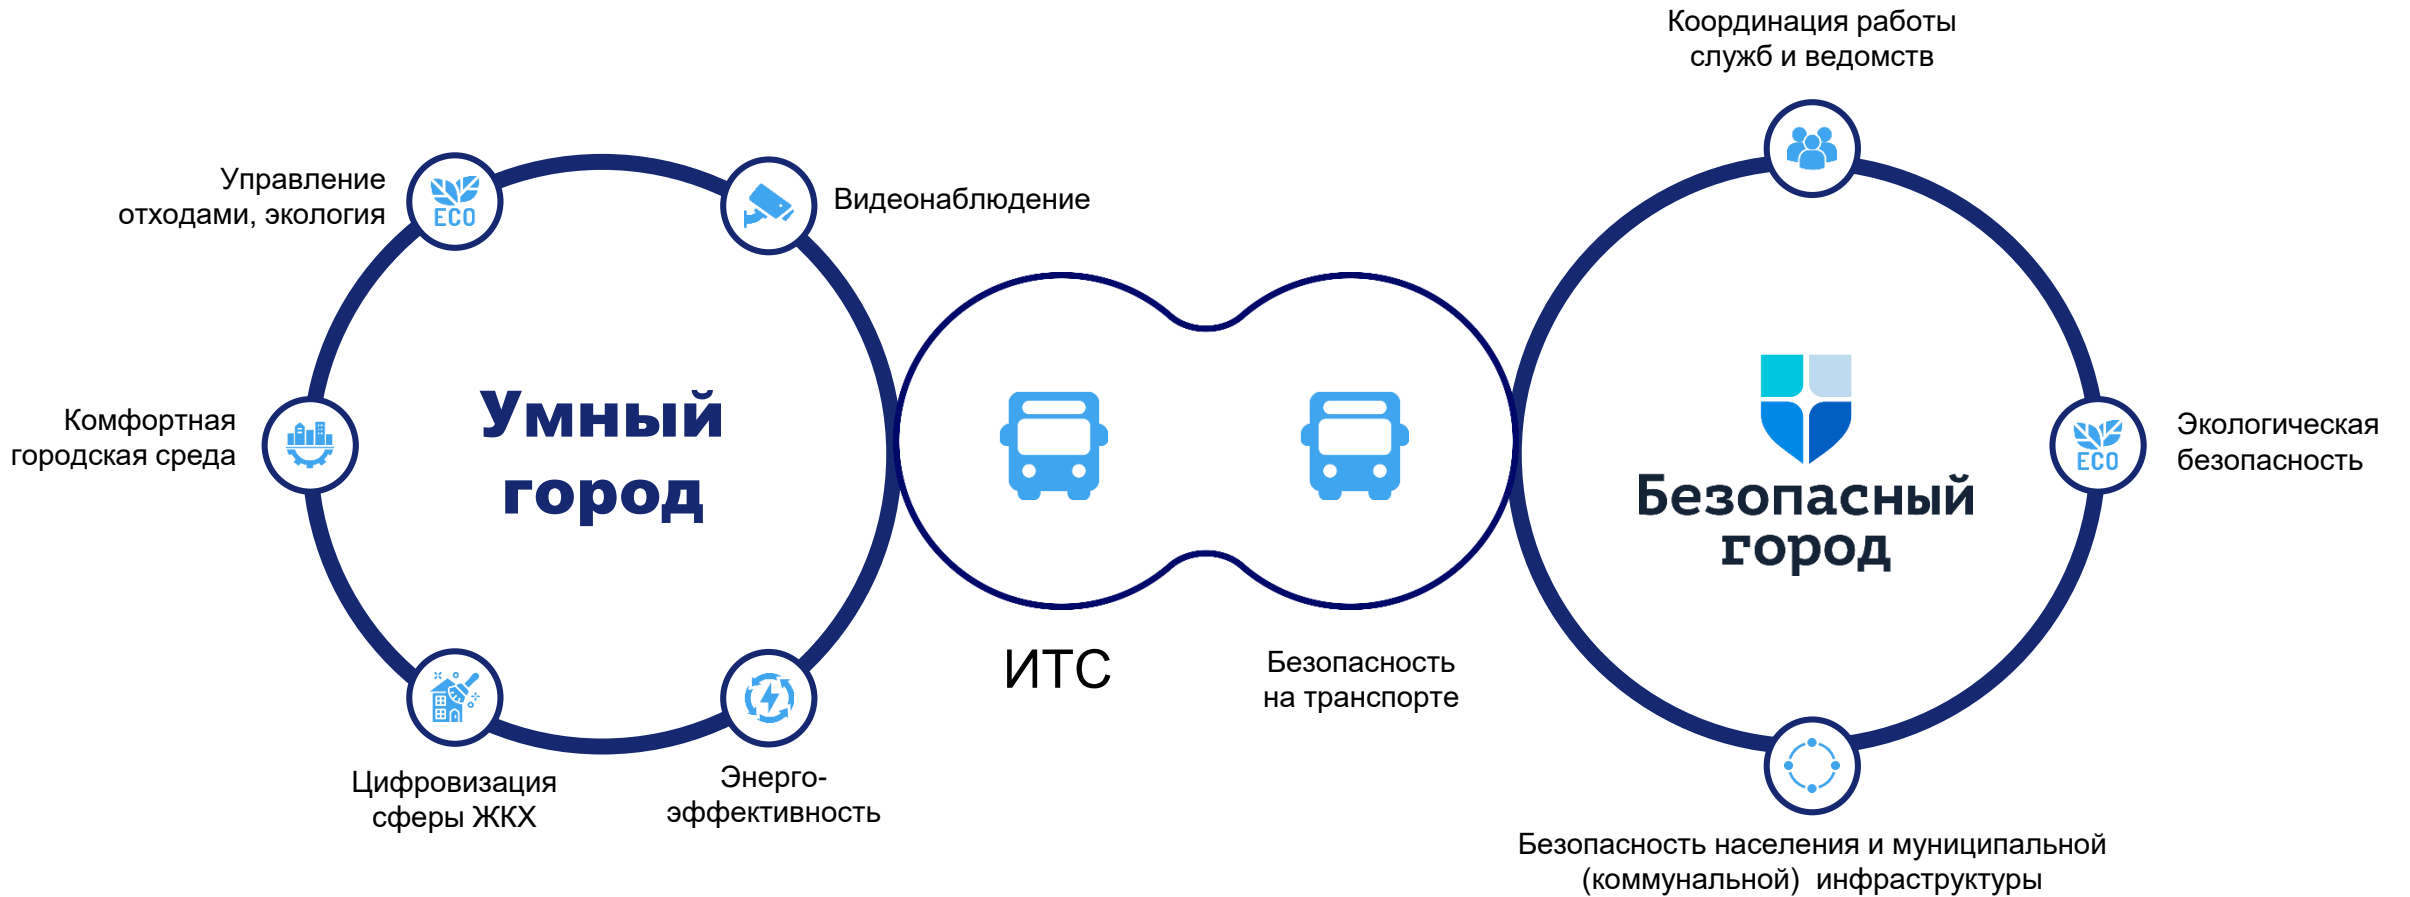 Координация работы
служб и ведомств
Управление
отходами, экология
ECO
Видеонаблюдение
Комфортная
городская среда
Умный
город
Безопасный
город
ECO
Экологическая
безопасность
ИТС
Безопасность
на транспорте
Цифровизация
сферы ЖКХ
Энерго-
эффективность
Безопасность населения и муниципальной
(коммунальной) инфраструктуры